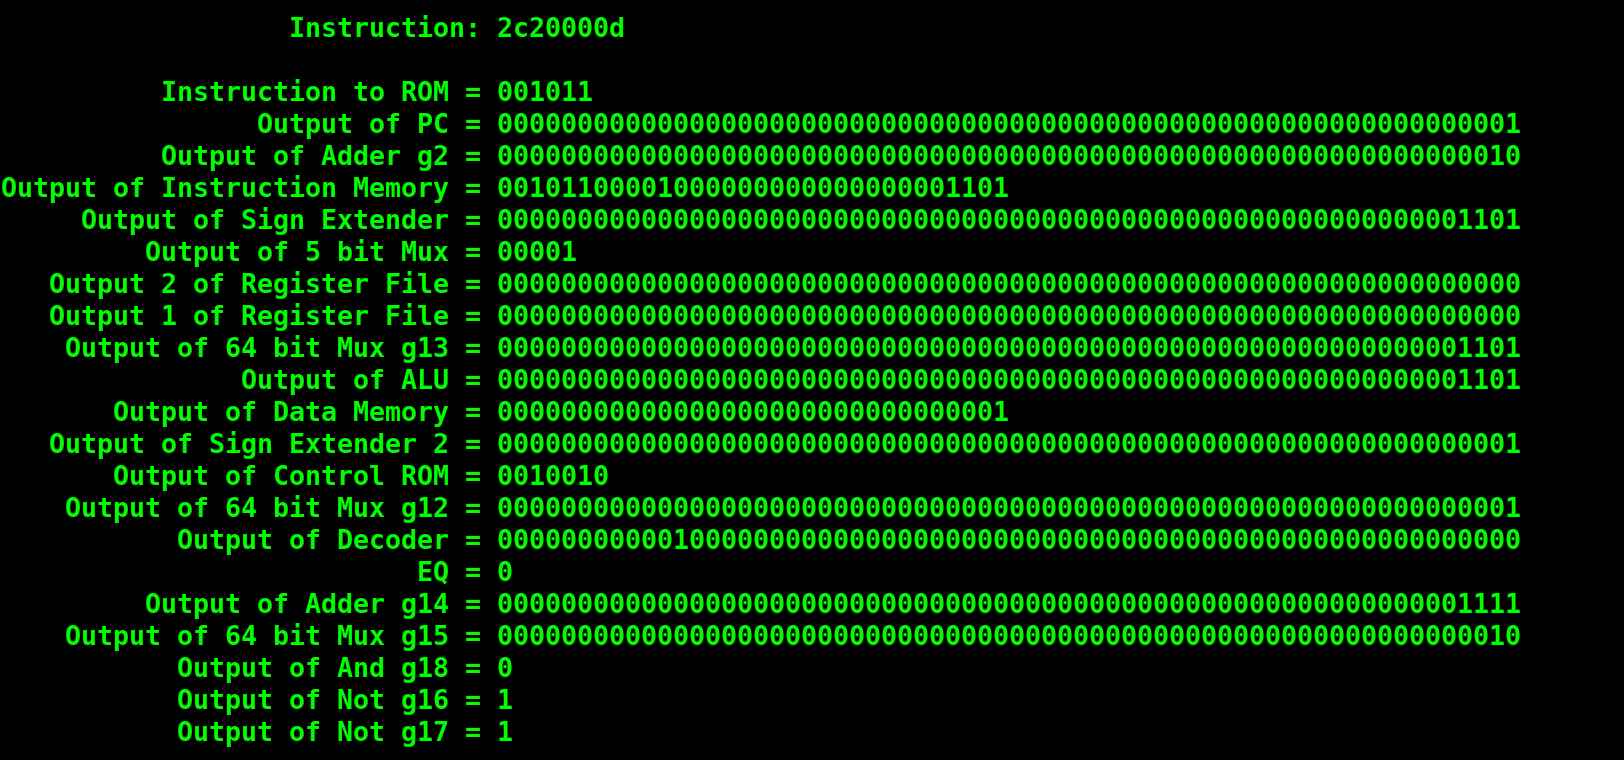 Instruction: 2c20000d
Instruction to ROM = 001011
Output of PC = 0000000000000000000000000000000000000000000000000000000000000001
Output of Adder g2 = 0000000000000000000000000000000000000000000000000000000000000010
Output of Instruction Memory = 00101100001000000000000000001101
Output of Sign Extender = 0000000000000000000000000000000000000000000000000000000000001101
Output of 5 bit Mux = 00001
Output 2 of Register File = 0000000000000000000000000000000000000000000000000000000000000000
Output 1 of Register File = 0000000000000000000000000000000000000000000000000000000000000000
Output of 64 bit Mux g13 = 0000000000000000000000000000000000000000000000000000000000001101
Output of ALU = 0000000000000000000000000000000000000000000000000000000000001101
Output of Data Memory = 00000000000000000000000000000001
Output of Sign Extender 2 = 0000000000000000000000000000000000000000000000000000000000000001
Output of Control ROM = 0010010
Output of 64 bit Mux g12 = 0000000000000000000000000000000000000000000000000000000000000001
Output of Decoder = 0000000000010000000000000000000000000000000000000000000000000000
EQ = 0
Output of Adder g14 = 0000000000000000000000000000000000000000000000000000000000001111
Output of 64 bit Mux g15 = 0000000000000000000000000000000000000000000000000000000000000010
Output of And g18 = 0
Output of Not g16 = 1
Output of Not g17 = 1